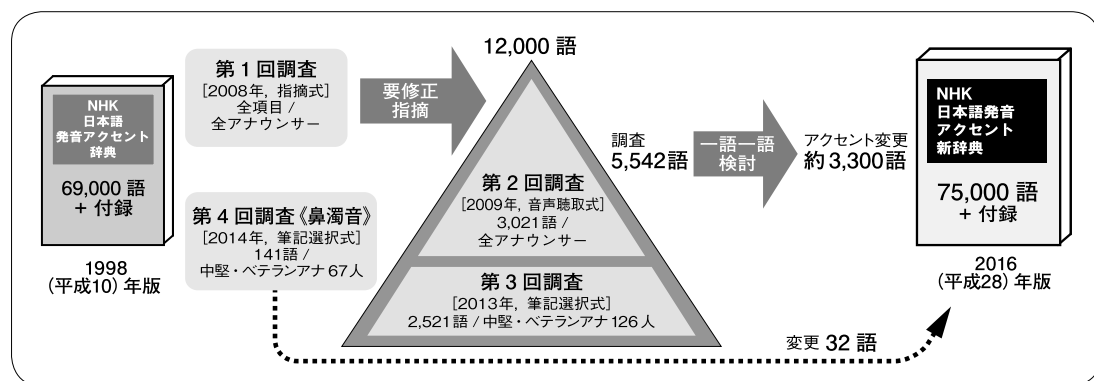 NHK
日本語
発音アクセント
辞典
69,000 語
+ 付録
1998
(平成10) 年版
第1回調査
[2008年, 指摘式]
全項目 /
全アナウンサー
要修正
指摘
第4回調査《鼻濁音》
[2014年, 筆記選択式]
141語 /
中堅・ベテランアナ 67人
12,000 語
第2回調査
[2009年, 音声聴取式]
3,021語 /
全アナウンサー
第3回調査
[2013年, 筆記選択式]
2,521語 / 中堅・ベテランアナ 126人
調査
5,542語
一語一語
検討
アクセント変更
約 3,300語
変更 32 語
NHK
日本語発音
アクセント
新辞典
75,000 語
+ 付録
2016
(平成28) 年版